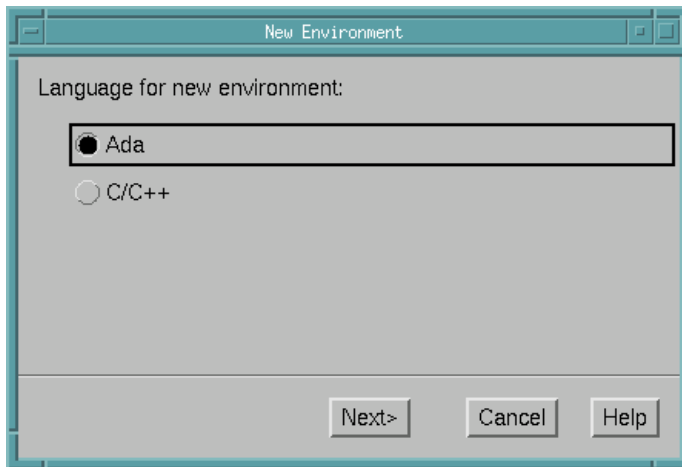 New Environment
Language for new environment:
Ada
C/C++
Next> Cancel Help